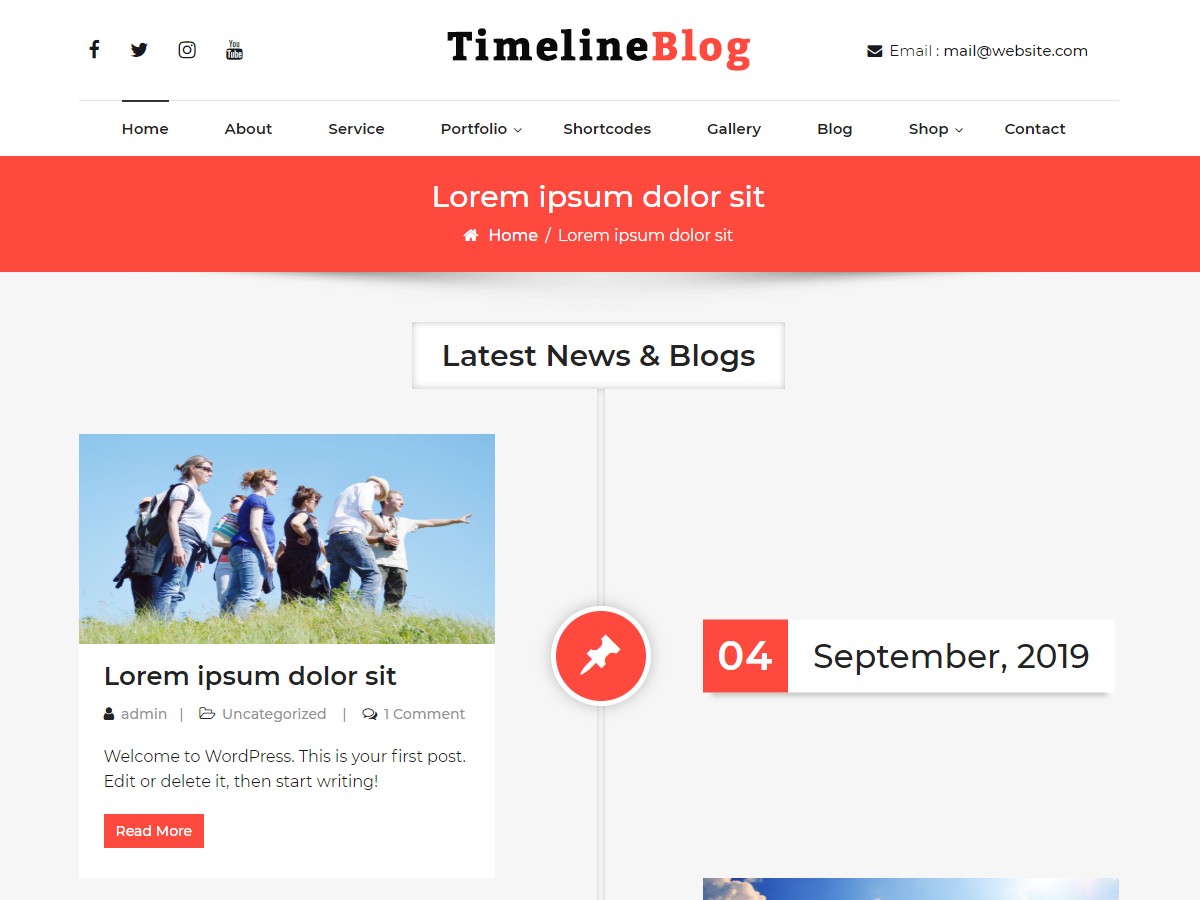 You
Tube
TimelineBlog
Email : mail@website.com
Home About Service Portfolio Shortcodes Gallery Blog Shop Contact
Lorem ipsum dolor sit
Home / Lorem ipsum dolor sit
Latest News & Blogs
04 September, 2019
Lorem ipsum dolor sit
admin | Uncategorized | 1 Comment
Welcome to WordPress. This is your first post.
Edit or delete it, then start writing!
Read More